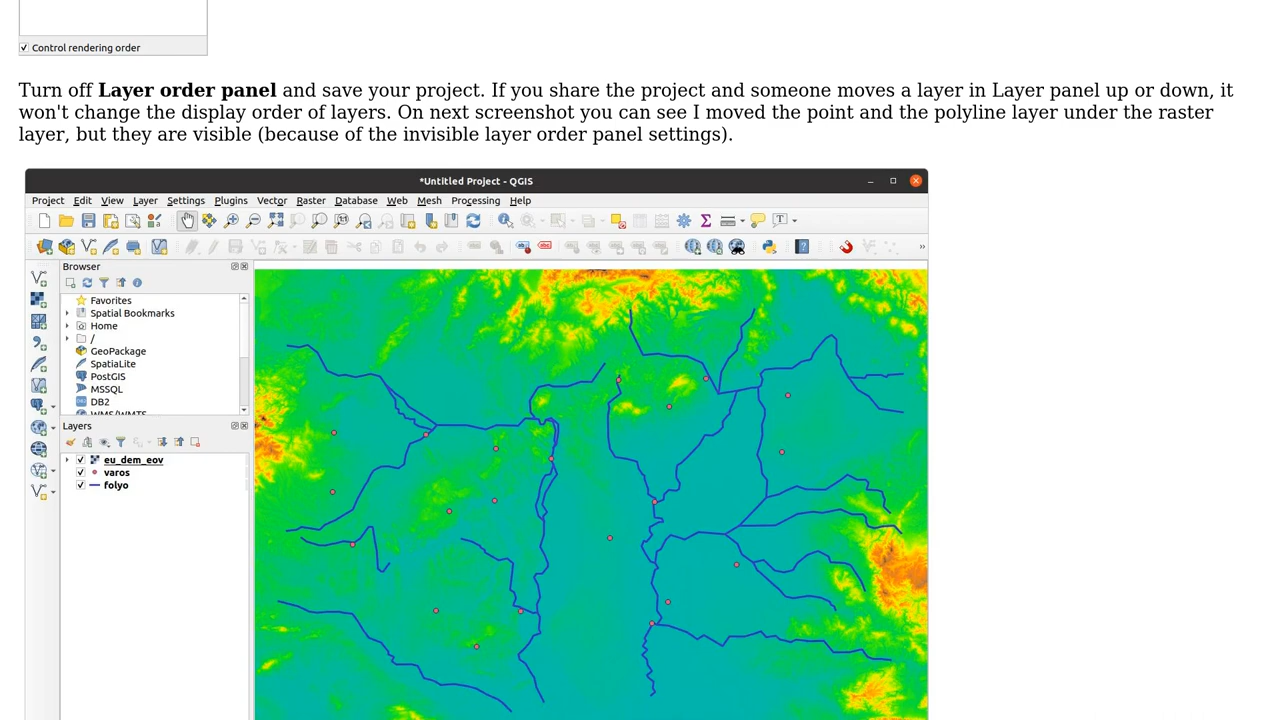 Control rendering order
Turn off Layer order panel and save your project. If you share the project and someone moves a layer in Layer panel up or down, it
won't change the display order of layers. On next screenshot you can see I moved the point and the polyline layer under the raster
layer, but they are visible (because of the invisible layer order panel settings).
*Untitled Project - QGIS
Project Edit View Layer Settings Plugins Vector Raster Database Web Mesh Processing Help
Browser
Favorites
Spatial Bookmarks
Home
/
GeoPackage
SpatiaLite
PostGIS
MSSQL
DB2
WMS/WMTS
Layers
eu_dem_eov
varos
folyo